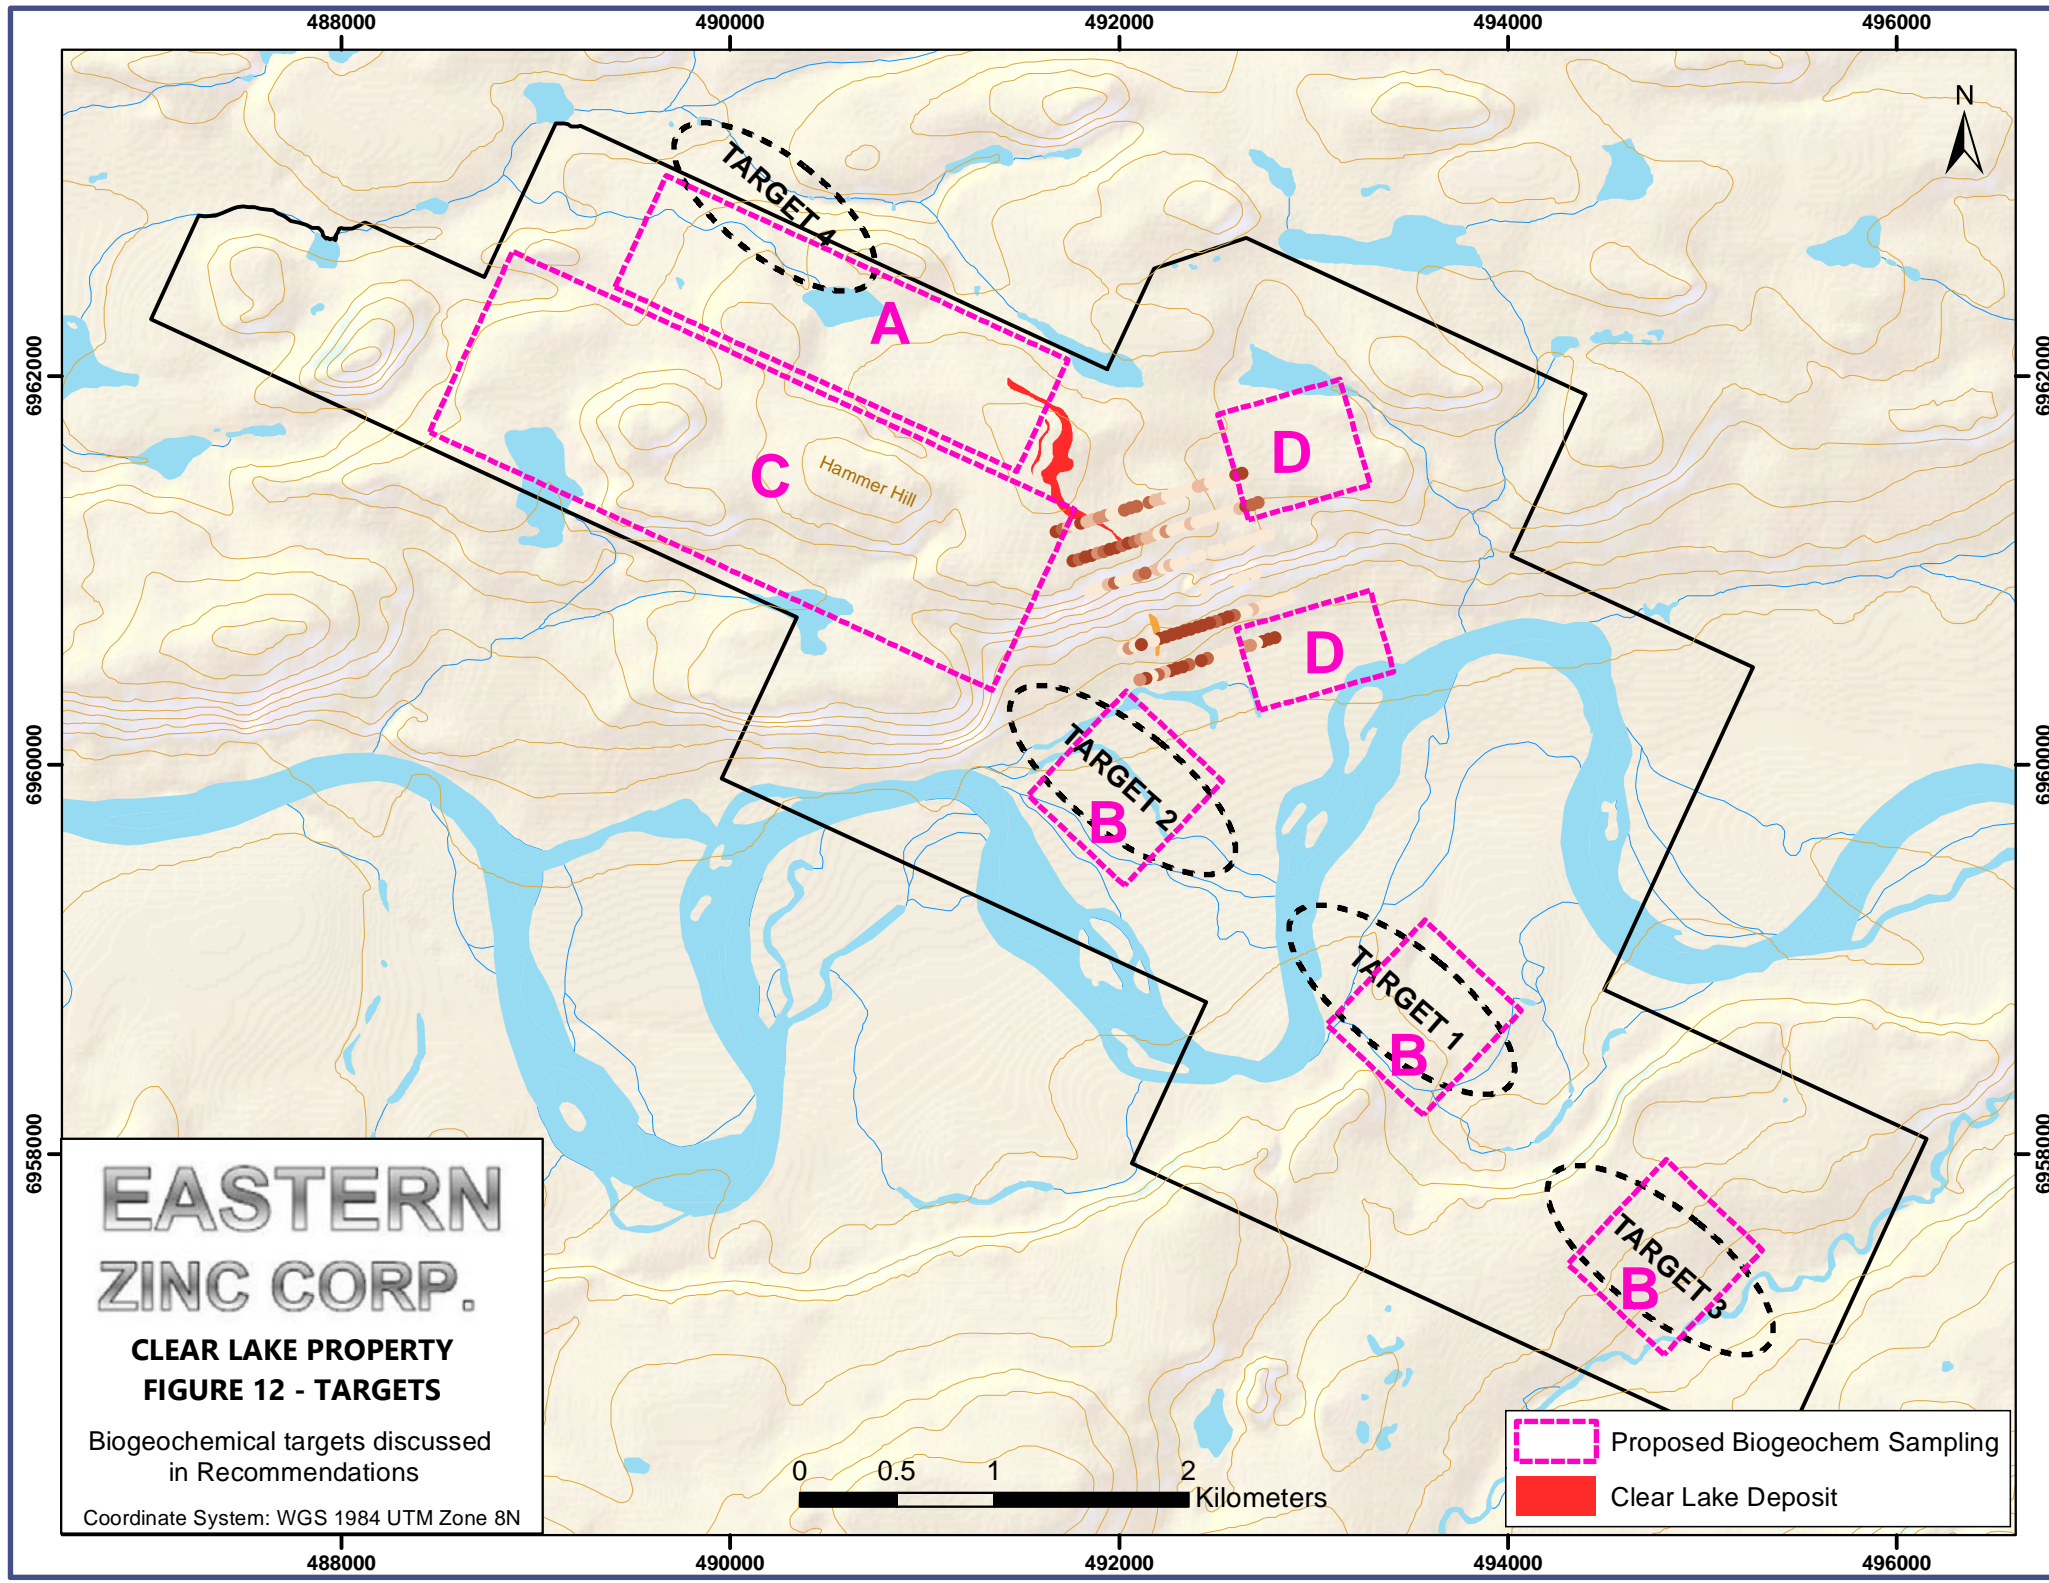 488000
490000
492000
494000
496000
N
TARGET 4
A
6962000
6962000
D
C
Hammer Hill
D
6960000
6960000
TARGET 2
B
TARGET 1
B
6958000
6958000
TARGET 3
B
EASTERN
ZINC CORP.
CLEAR LAKE PROPERTY
FIGURE 12 - TARGETS
Biogeochemical targets discussed
in Recommendations
Coordinate System: WGS 1984 UTM Zone 8N
0 0.5 1 2
Kilometers
Proposed Biogeochem Sampling
Clear Lake Deposit
488000
490000
492000
494000
496000